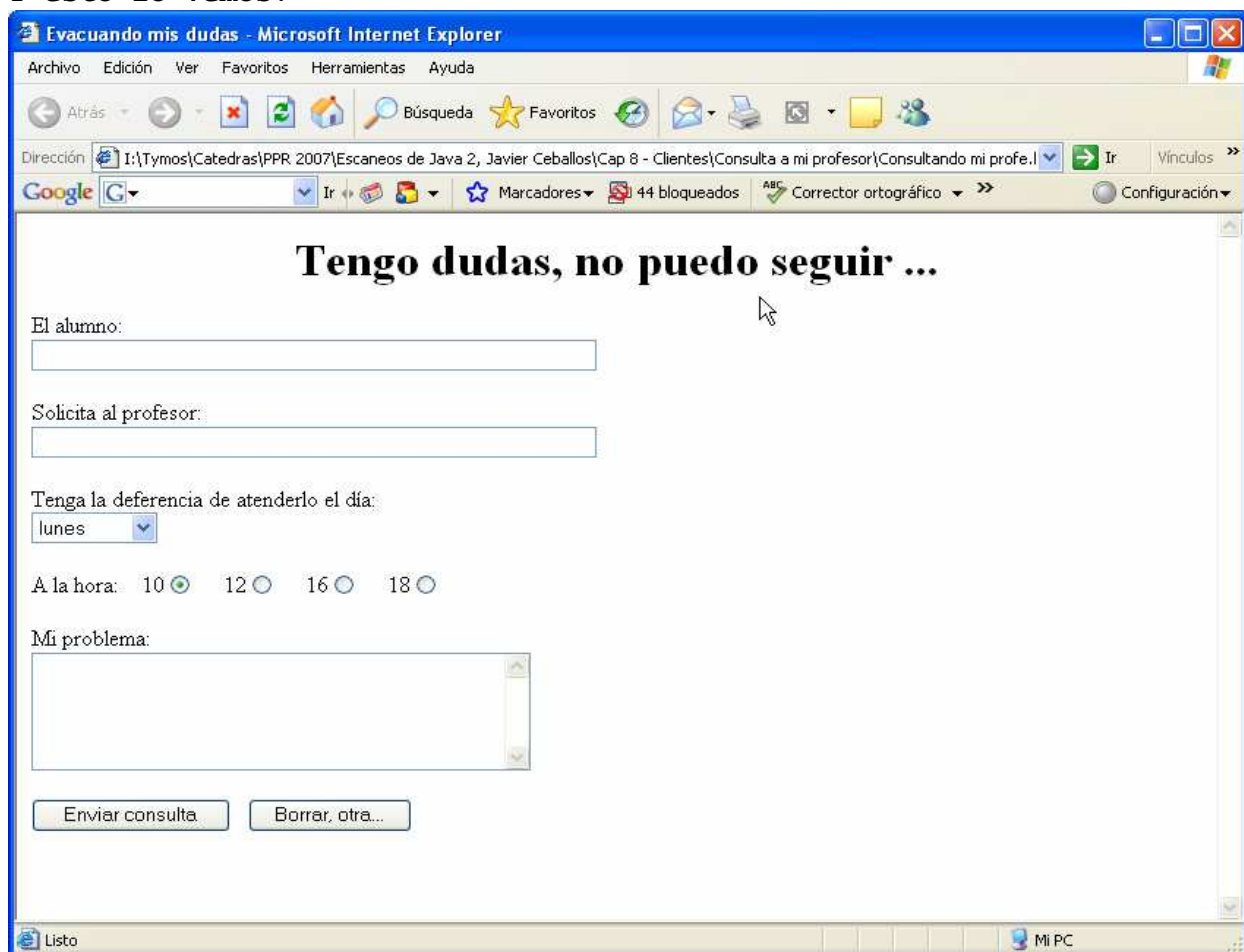 Evacuando mis dudas - Microsoft Internet Explorer
Archivo Edición Ver Favoritos Herramientas Ayuda
Atrás Búsqueda Favoritos
Dirección I:\Tymos\Catedras\PPR 2007\Escaneos de Java 2, Javier Ceballos\Cap 8 - Clientes\Consulta a mi profesor\Consultando mi profe.l Ir Vínculos »
Google G Ir Marcadores 44 bloqueados ABC Corrector ortográfico » Configuración
Tengo dudas, no puedo seguir ...
El alumno:
Solicita al profesor:
Tenga la deferencia de atenderlo el día:
lunes
A la hora: 10 12 16 18
Mi problema:
Enviar consulta Borrar, otra...
Listo Mi PC